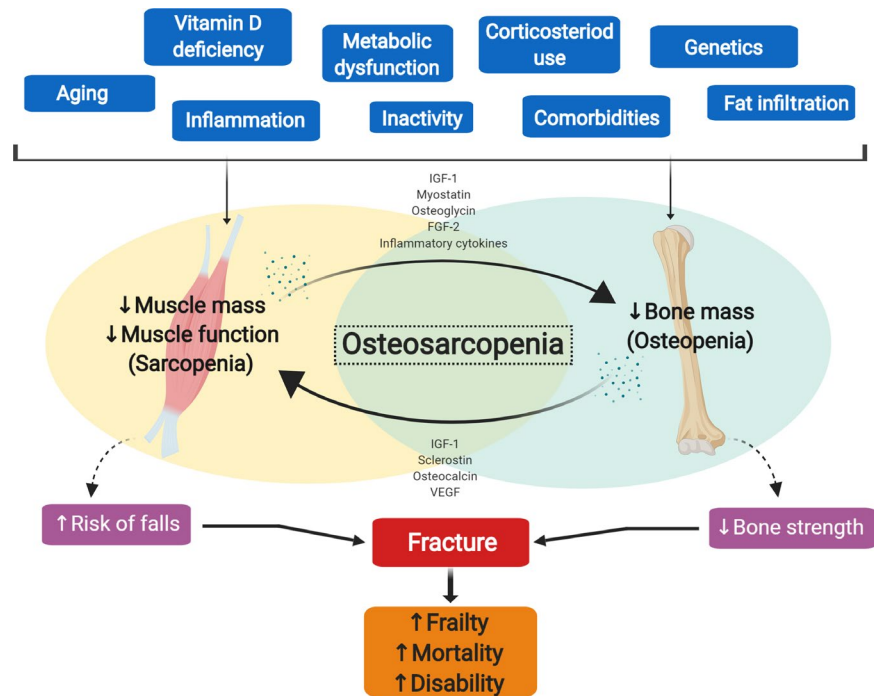 Vitamin D
deficiency
Metabolic
dysfunction
Corticosteriod
use
Genetics
Aging
Inflammation
Inactivity
Comorbidities
Fat infiltration
IGF-1
Myostatin
Osteoglycin
FGF-2
Inflammatory cytokines
↓Muscle mass
↓Muscle function
(Sarcopenia)
Osteosarcopenia
↓Bone mass
(Osteopenia)
IGF-1
Sclerostin
Osteocalcin
VEGF
↑Risk of falls
Fracture
↓Bone strength
↑Frailty
↑Mortality
↑Disability